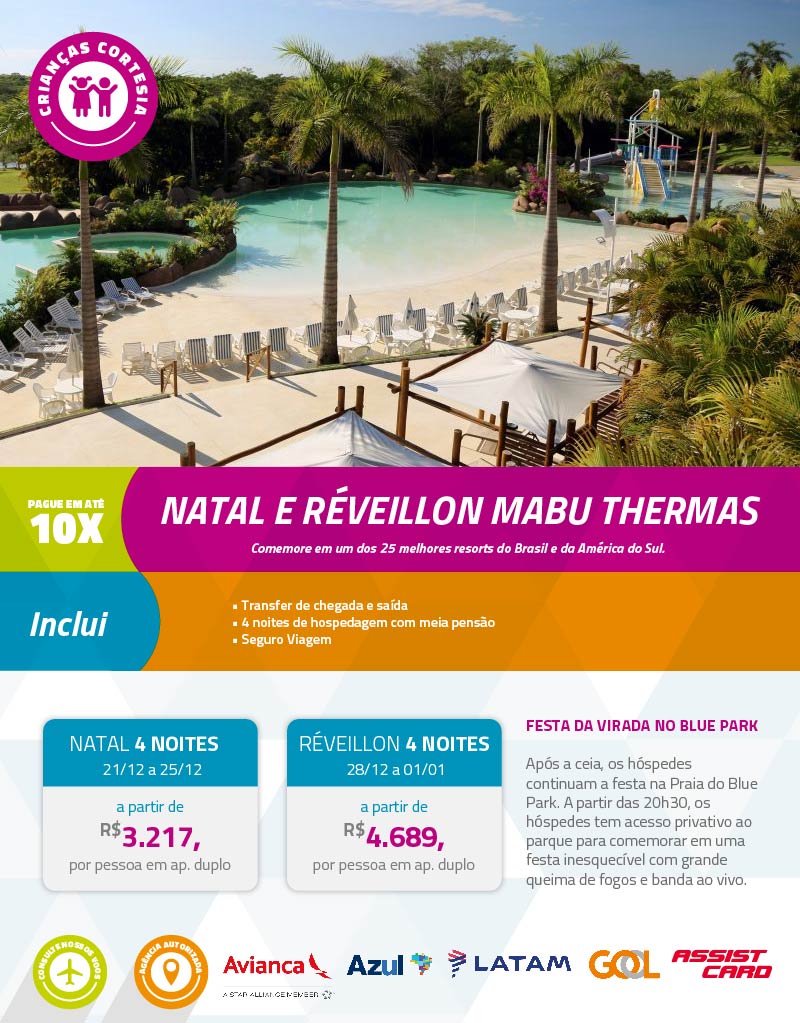 CRIANÇAS CORTESIA
PAGUE EM ATÉ
10X
NATAL E RÉVEILLON MABU THERMAS
Comemore em um dos 25 melhores resorts do Brasil e da América do Sul.
Inclui
• Transfer de chegada e saída
• 4 noites de hospedagem com meia pensão
• Seguro Viagem
NATAL 4 NOITES
21/12 a 25/12
a partir de
R$3.217,
por pessoa em ap. duplo
RÉVEILLON 4 NOITES
28/12 a 01/01
a partir de
R$4.689,
por pessoa em ap. duplo
FESTA DA VIRADA NO BLUE PARK
Após a ceia, os hóspedes
continuam a festa na Praia do Blue
Park. A partir das 20h30, os
hóspedes tem acesso privativo ao
parque para comemorar em uma
festa inesquecível com grande
queima de fogos e banda ao vivo.
CONSULTE NOSSOS VOOS
AGÊNCIA AUTORIZADA
Avianca
A STAR ALLIANCE MEMBER
Azul
LATAM
GOL
ASSIST
CARD